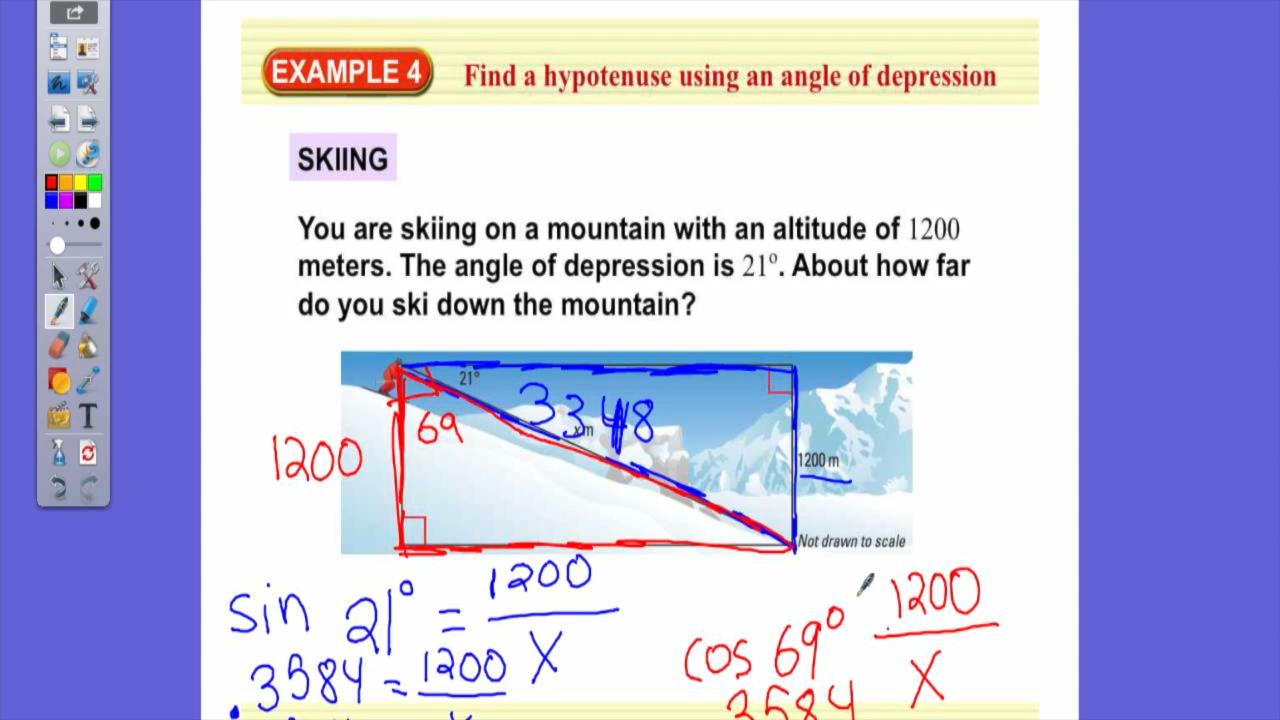 EXAMPLE 4 Find a hypotenuse using an angle of depression
SKIING
You are skiing on a mountain with an altitude of 1200
meters. The angle of depression is 21º. About how far
do you ski down the mountain?
21°
3348
x m
69
1200
1200 m
Not drawn to scale
sin 21° = 1200
X
cos 69° 1200
X
.3584 = 1200
3584
T